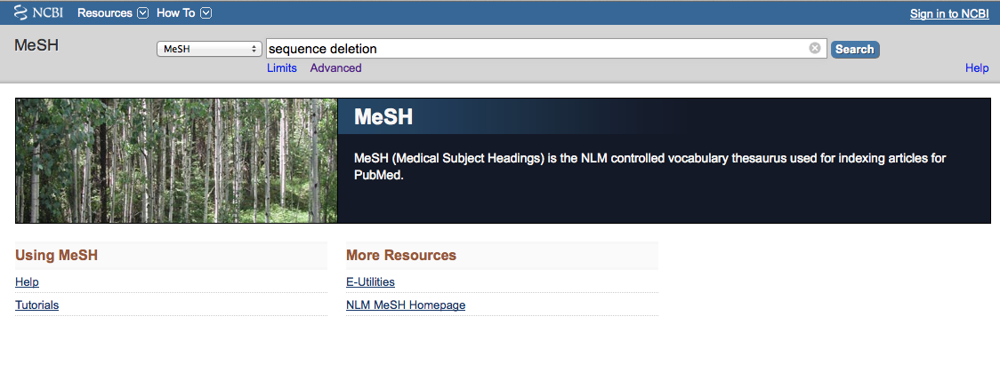 NCBI Resources How To Sign in to NCBI
MeSH MeSH sequence deletion Search
Limits Advanced Help
MeSH
MeSH (Medical Subject Headings) is the NLM controlled vocabulary thesaurus used for indexing articles for
PubMed.
Using MeSH More Resources
Help E-Utilities
Tutorials NLM MeSH Homepage